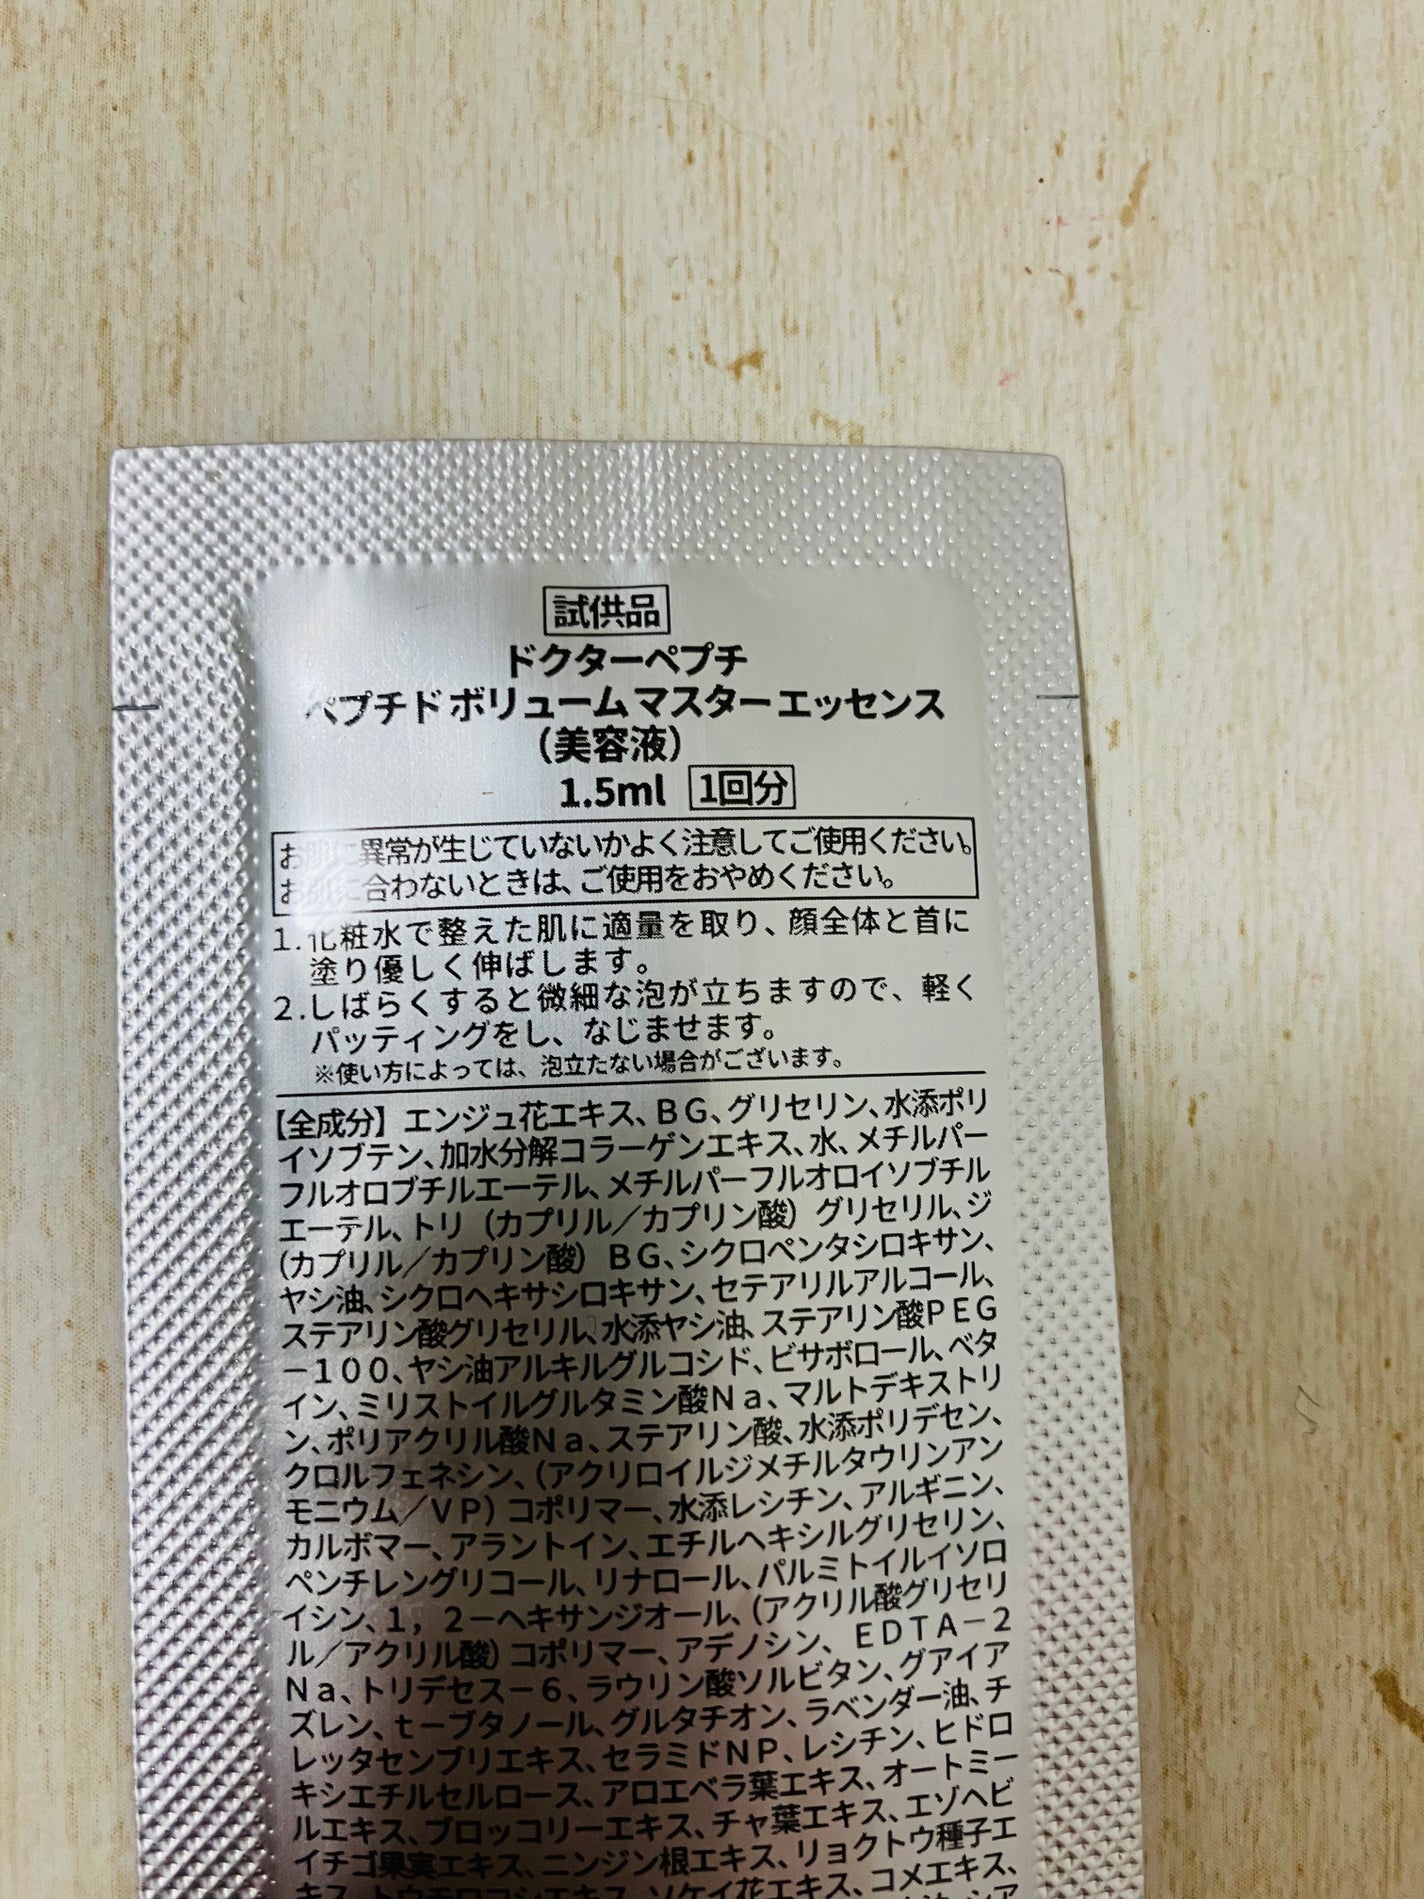 試供品
ドクターペプチ
ペプチド ボリューム マスター エッセンス
(美容液)
1.5ml 1回分
お肌に異常が生じていないかよく注意してご使用ください。
お肌に合わないときは、ご使用をおやめください。
1.化粧水で整えた肌に適量を取り、顔全体と首に
塗り優しく伸ばします。
2.しばらくすると微細な泡が立ちますので、軽く
パッティングをし、なじませます。
※使い方によっては、泡立たない場合がございます。
【全成分】エンジュ花エキス、BG、グリセリン、水添ポリ
イソブテン、加水分解コラーゲンエキス、水、メチルパー
フルオロブチルエーテル、メチルパーフルオロイソブチル
エーテル、トリ(カプリル/カプリン酸)グリセリル、ジ
(カプリル/カプリン酸)BG、シクロペンタシロキサン、
ヤシ油、シクロヘキサシロキサン、セテアリルアルコール、
ステアリン酸グリセリル、水添ヤシ油、ステアリン酸PEG
-100、ヤシ油アルキルグルコシド、ビサボロール、ベタ
イン、ミリストイルグルタミン酸Na、マルトデキストリ
ン、ポリアクリル酸Na、ステアリン酸、水添ポリデセン、
クロルフェネシン、(アクリロイルジメチルタウリンアン
モニウム/VP)コポリマー、水添レシチン、アルギニン、
カルボマー、アラントイン、エチルヘキシルグリセリン、
ペンチレングリコール、リナロール、パルミトイルイソロ
イシン、1,2-ヘキサンジオール、(アクリル酸グリセリ
ル/アクリル酸)コポリマー、アデノシン、EDTA-2
Na、トリデセス-6、ラウリン酸ソルビタン、グアイア
ズレン、t-ブタノール、グルタチオン、ラベンダー油、チ
レッタセンブリエキス、セラミドNP、レシチン、ヒドロ
キシエチルセルロース、アロエベラ葉エキス、オートミー
ルエキス、ブロッコリーエキス、チャ葉エキス、エゾヘビ
イチゴ果実エキス、ニンジン根エキス、リョクトウ種子エ
キス、トウモロコシエキス、ソケイ花エキス、コメエキス、